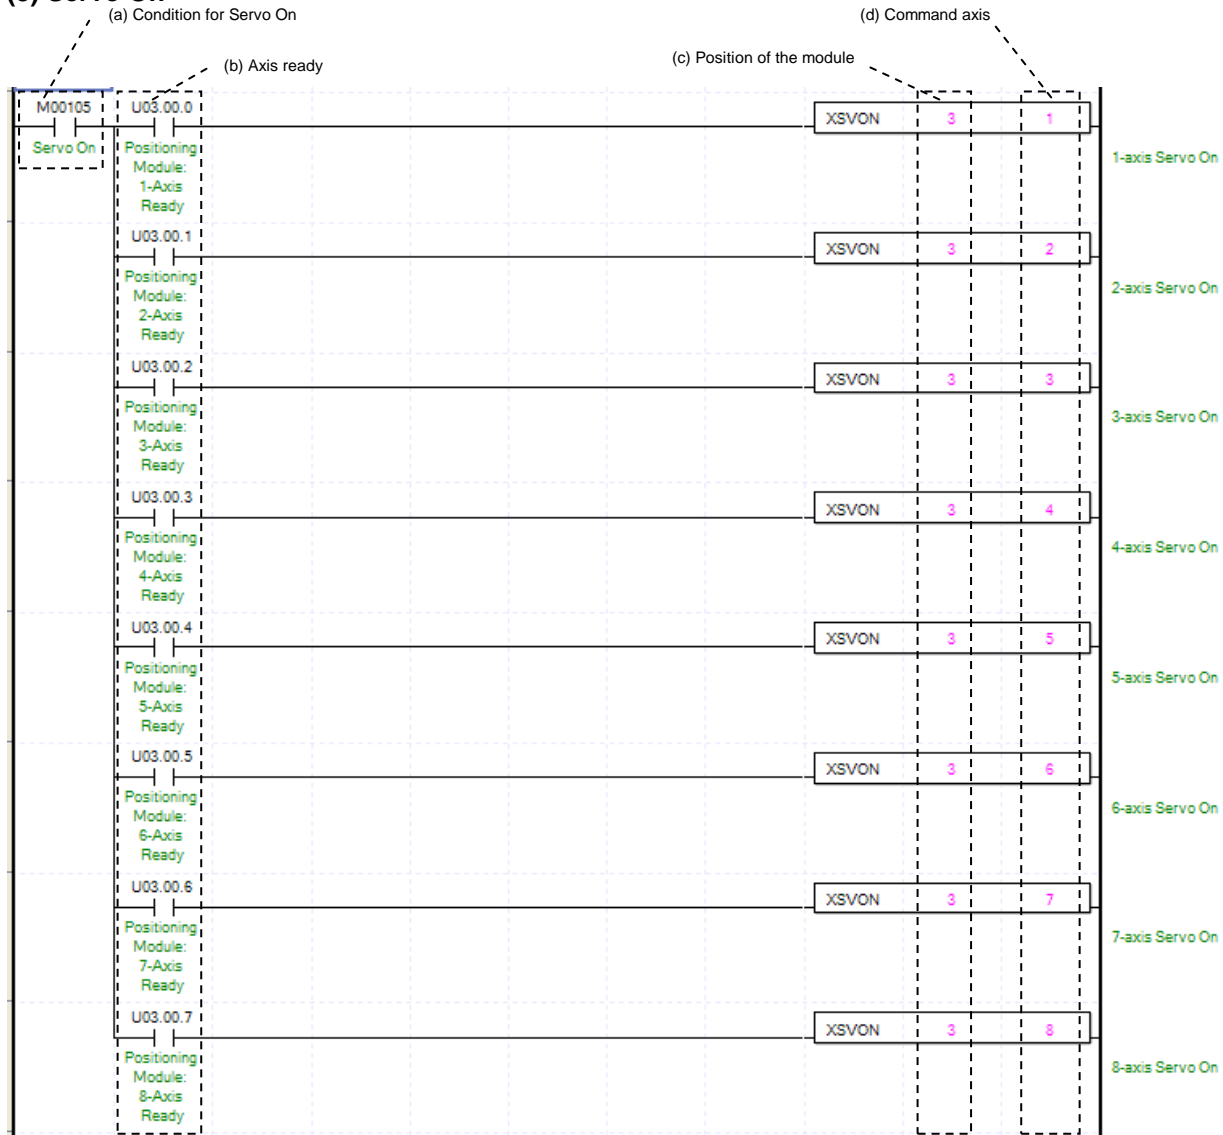 (a) Condition for Servo On
(d) Command axis
(b) Axis ready
(c) Position of the module
M00105
U03.00.0
XSVON 3 1
Servo On
Positioning
Module:
1-Axis
Ready
1-axis Servo On
U03.00.1
XSVON 3 2
Positioning
Module:
2-Axis
Ready
2-axis Servo On
U03.00.2
XSVON 3 3
Positioning
Module:
3-Axis
Ready
3-axis Servo On
U03.00.3
XSVON 3 4
Positioning
Module:
4-Axis
Ready
4-axis Servo On
U03.00.4
XSVON 3 5
Positioning
Module:
5-Axis
Ready
5-axis Servo On
U03.00.5
XSVON 3 6
Positioning
Module:
6-Axis
Ready
6-axis Servo On
U03.00.6
XSVON 3 7
Positioning
Module:
7-Axis
Ready
7-axis Servo On
U03.00.7
XSVON 3 8
Positioning
Module:
8-Axis
Ready
8-axis Servo On